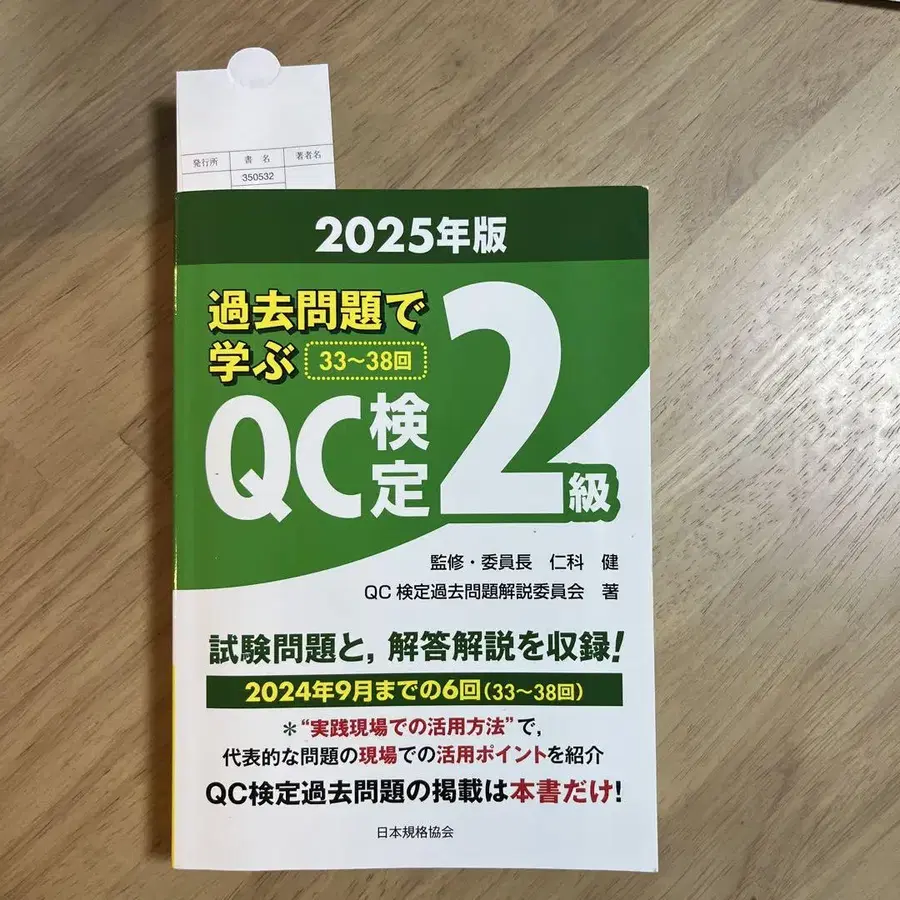 発行所 書名 著者名
350532
2025年版
過去問題で
学ぶ 33～38回
QC検定2級
監修・委員長 仁科 健
QC検定過去問題解説委員会 著
試験問題と，解答解説を収録！
2024年9月までの6回（33～38回）
＊“実践現場での活用方法”で，
代表的な問題の現場での活用ポイントを紹介
QC検定過去問題の掲載は本書だけ！
日本規格協会